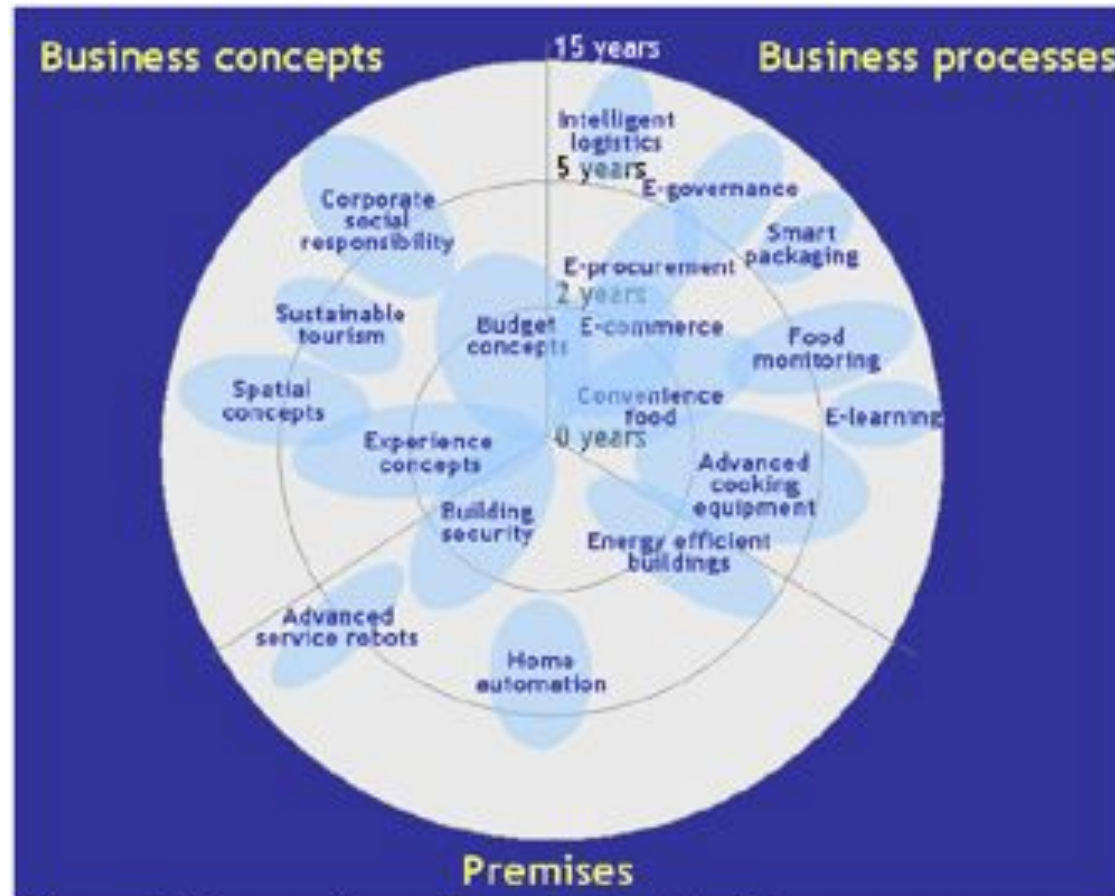 Business concepts
Business processes
15 years
Intelligent
logistics
5 years
E-governance
Corporate
social
responsibility
Smart
packaging
E-procurement
2 years
Sustainable
tourism
Budget
concepts
E-commerce
Food
monitoring
Spatial
concepts
Convenience
food
E-learning
0 years
Experience
concepts
Advanced
cooking
equipment
Building
security
Energy efficient
buildings
Advanced
service robots
Home
automation
Premises